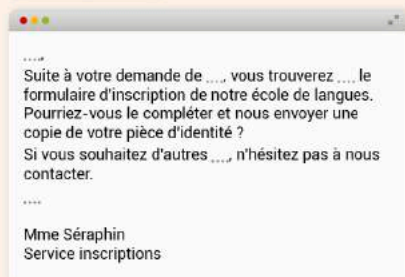 ....,
Suite à votre demande de ...., vous trouverez .... le
formulaire d'inscription de notre école de langues.
Pourriez-vous le compléter et nous envoyer une
copie de votre pièce d'identité ?
Si vous souhaitez d'autres ...., n'hésitez pas à nous
contacter.
....
Mme Séraphin
Service inscriptions